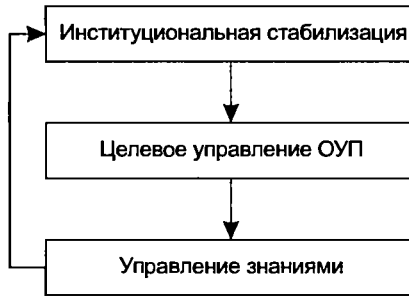 Институциональная стабилизация
Целевое управление ОУП
Управление знаниями